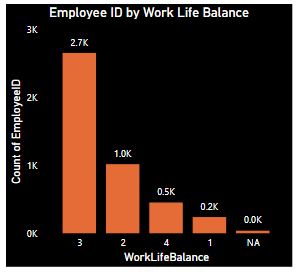 Employee ID by Work Life Balance
3K
2K
1K
0K
Count of EmployeeID
2.7K
1.0K
0.5K
0.2K
0.0K
3 2 4 1 NA
WorkLifeBalance